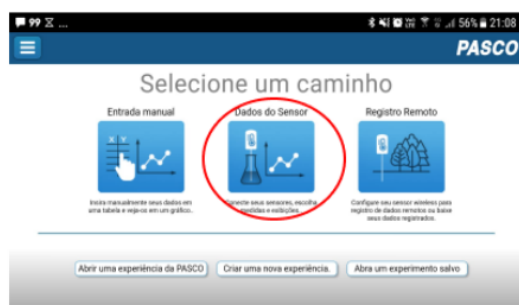 99 ... 56% 21:08
PASCO
Selecione um caminho
Entrada manual
Dados do Sensor
Registro Remoto
X Y
Insira manualmente seus dados em
uma tabela e veja-os em um gráfico.
Conecte seus sensores, escolha
medidas e exibições.
Configure seu sensor wireless para
registro de dados remotos ou baixe
seus dados registrados.
Abrir uma experiência da PASCO
Criar uma nova experiência.
Abra um experimento salvo